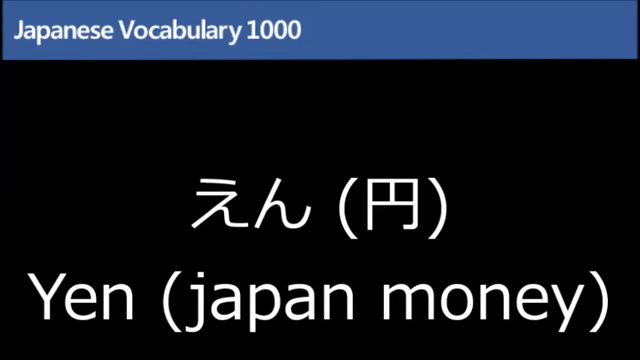 Japanese Vocabulary 1000
えん (円)
Yen (japan money)